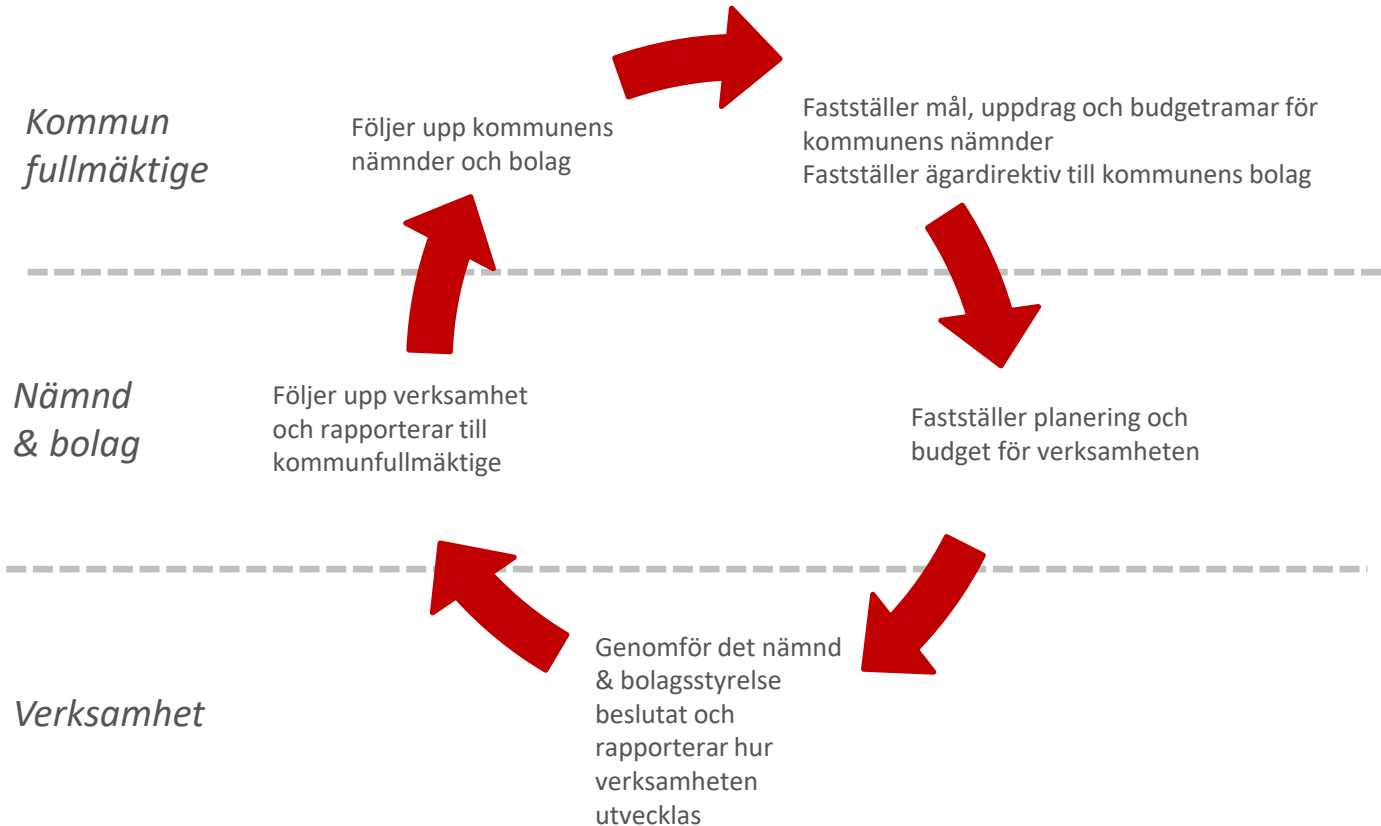 Kommun
fullmäktige
Följer upp kommunens
nämnder och bolag
Fastställer mål, uppdrag och budgetramar för
kommunens nämnder
Fastställer ägardirektiv till kommunens bolag
Nämnd
& bolag
Följer upp verksamhet
och rapporterar till
kommunfullmäktige
Fastställer planering och
budget för verksamheten
Verksamhet
Genomför det nämnd
& bolagsstyrelse
beslutat och
rapporterar hur
verksamheten
utvecklas